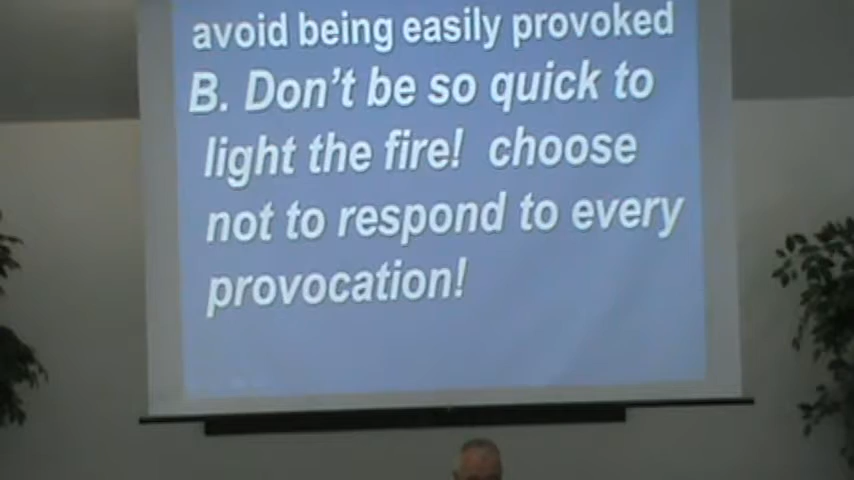 avoid being easily provoked
B. Don't be so quick to
light the fire! choose
not to respond to every
provocation!